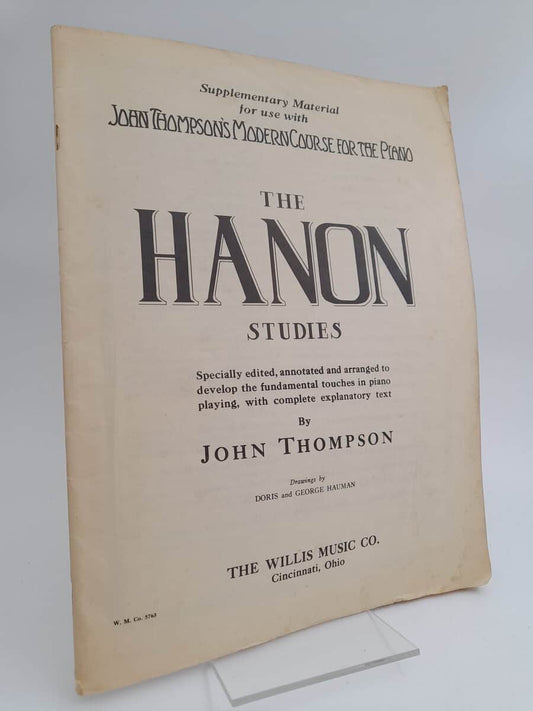 Supplementary Material
for use with
JOHN THOMPSON'S MODERN COURSE FOR THE PIANO
THE
HANON
STUDIES
Specially edited, annotated and arranged to
develop the fundamental touches in piano
playing, with complete explanatory text
By
JOHN THOMPSON
Drawings by
DORIS and GEORGE HAUMAN
THE WILLIS MUSIC CO.
Cincinnati, Ohio
W. M. Co. 5763